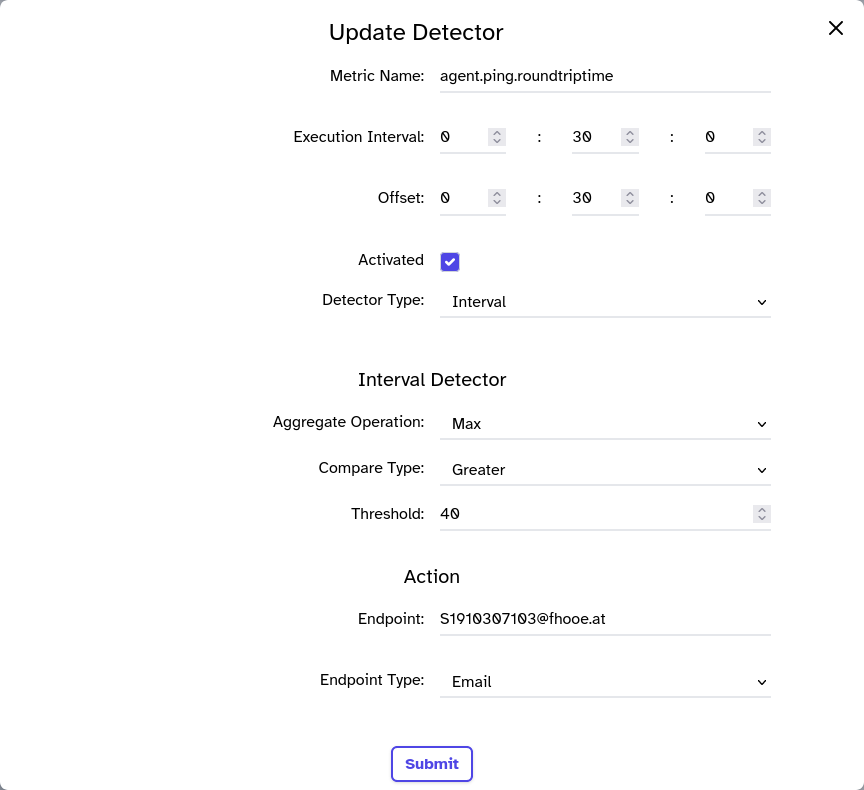 Update Detector
Metric Name: agent.ping.roundtriptime
Execution Interval: 0 : 30 : 0
Offset: 0 : 30 : 0
Activated
Detector Type: Interval
Interval Detector
Aggregate Operation: Max
Compare Type: Greater
Threshold: 40
Action
Endpoint: S1910307103@fhooe.at
Endpoint Type: Email
Submit